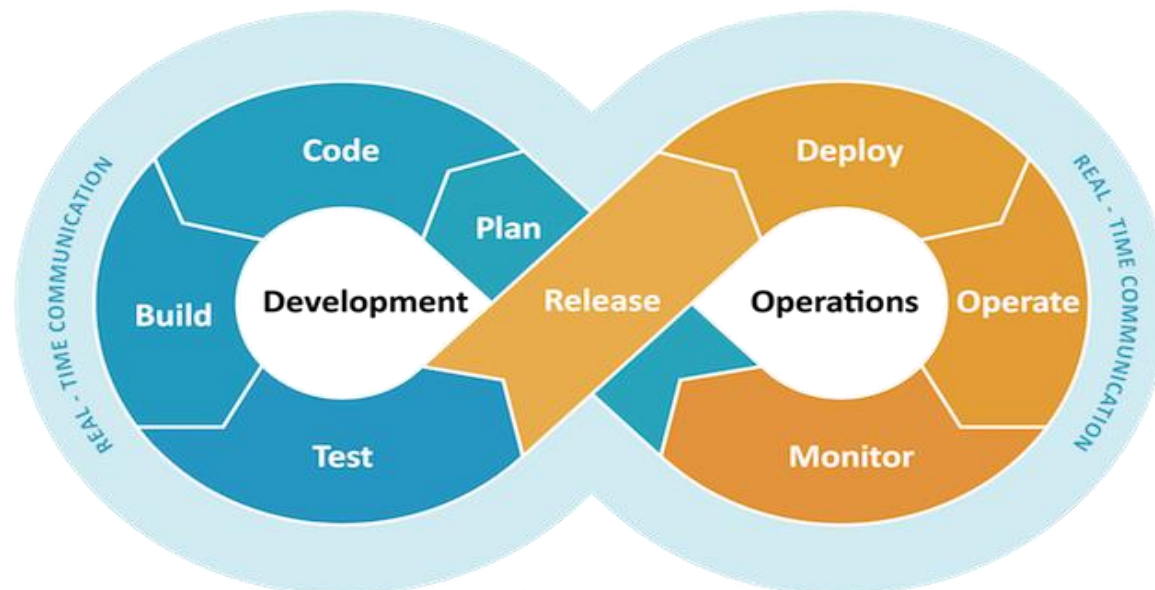 REAL - TIME COMMUNICATION
Code
Plan
Build
Development
Test
Release
Deploy
Operations
Operate
Monitor
REAL - TIME COMMUNICATION